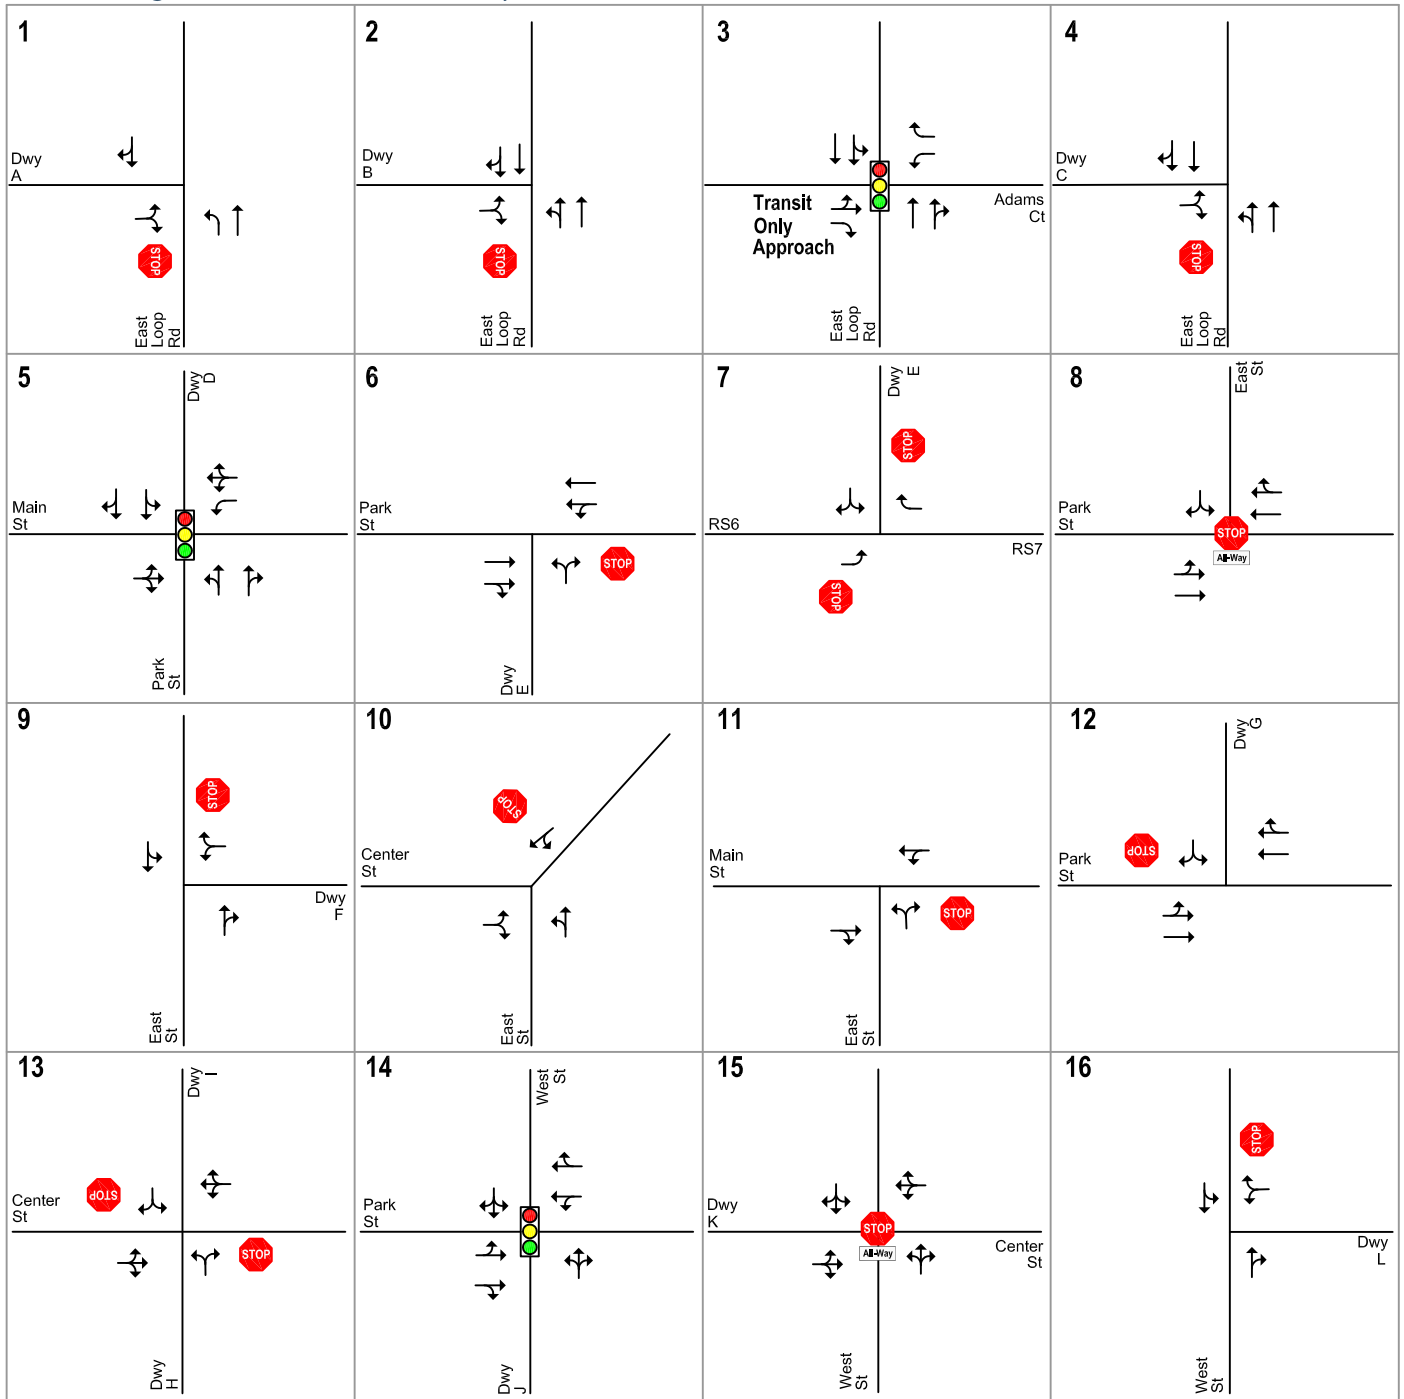 1
Dwy
A
STOP
East
Loop
Rd
2
Dwy
B
STOP
East
Loop
Rd
3
Transit
Only
Approach
Adams
Ct
East
Loop
Rd
4
Dwy
C
STOP
East
Loop
Rd
5
Dwy
D
Main
St
Park
St
6
Park
St
STOP
Dwy
E
7
Dwy
E
STOP
RS6
RS7
STOP
8
East
St
Park
St
STOP
All-Way
9
STOP
Dwy
F
East
St
10
STOP
Center
St
East
St
11
Main
St
STOP
East
St
12
Dwy
G
STOP
Park
St
13
Dwy
I
STOP
Center
St
STOP
Dwy
H
14
West
St
Park
St
Dwy
J
15
Dwy
K
STOP
All-Way
Center
St
West
St
16
STOP
Dwy
L
West
St